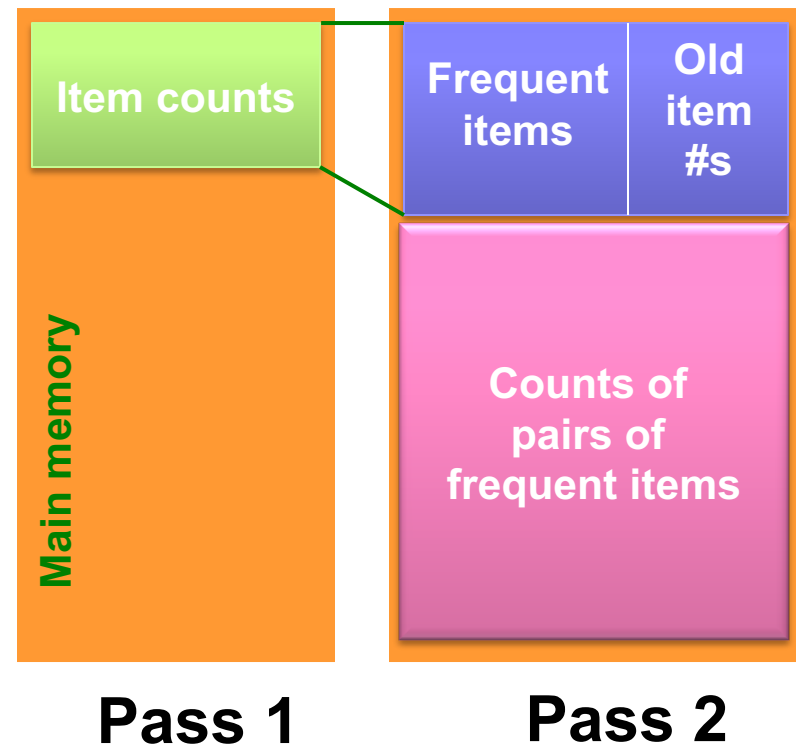 Item counts
Main memory
Frequent
items
Old
item
#s
Counts of
pairs of
frequent items
Pass 1
Pass 2